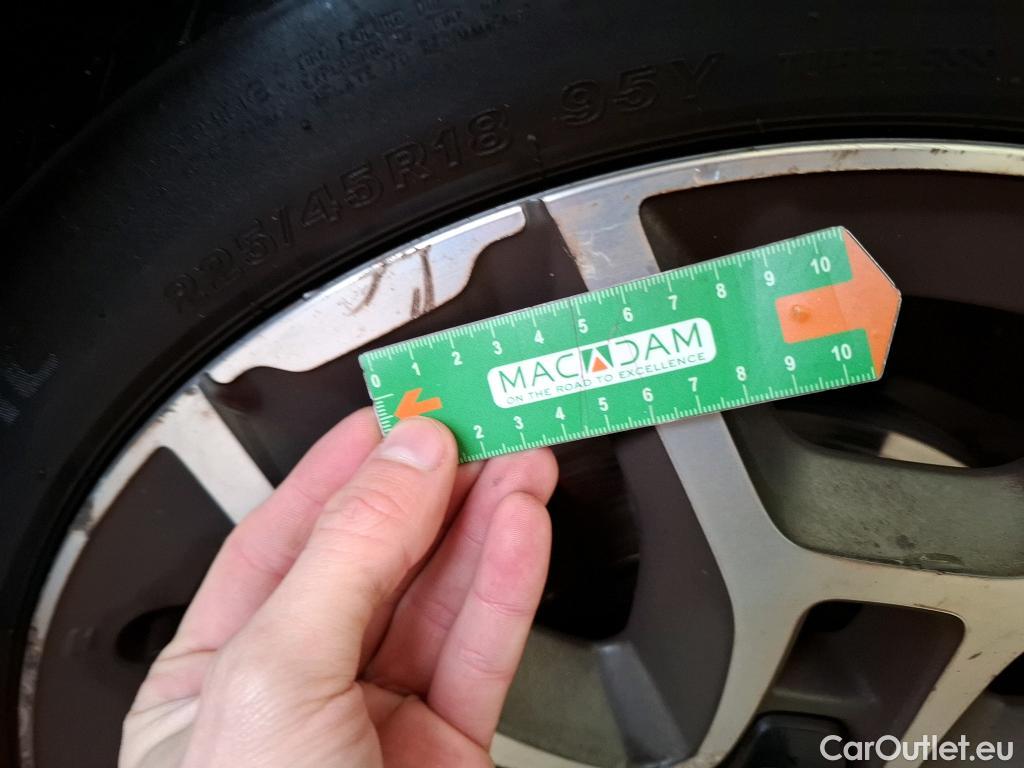 225/45R18 95Y TUBELESS
0 1 2 3 4 5 6 7 8 9 10
MACADAM
ON THE ROAD TO EXCELLENCE
2 3 4 5 6 7 8 9 10
CarOutlet.eu